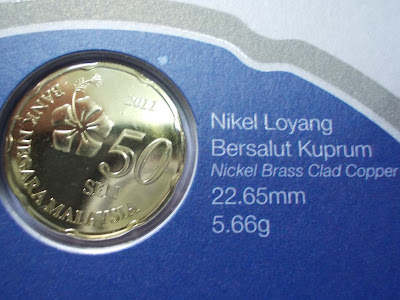 BANK NEGARA MALAYSIA
2011
50
SEN
Nikel Loyang
Bersalut Kuprum
Nickel Brass Clad Copper
22.65mm
5.66g